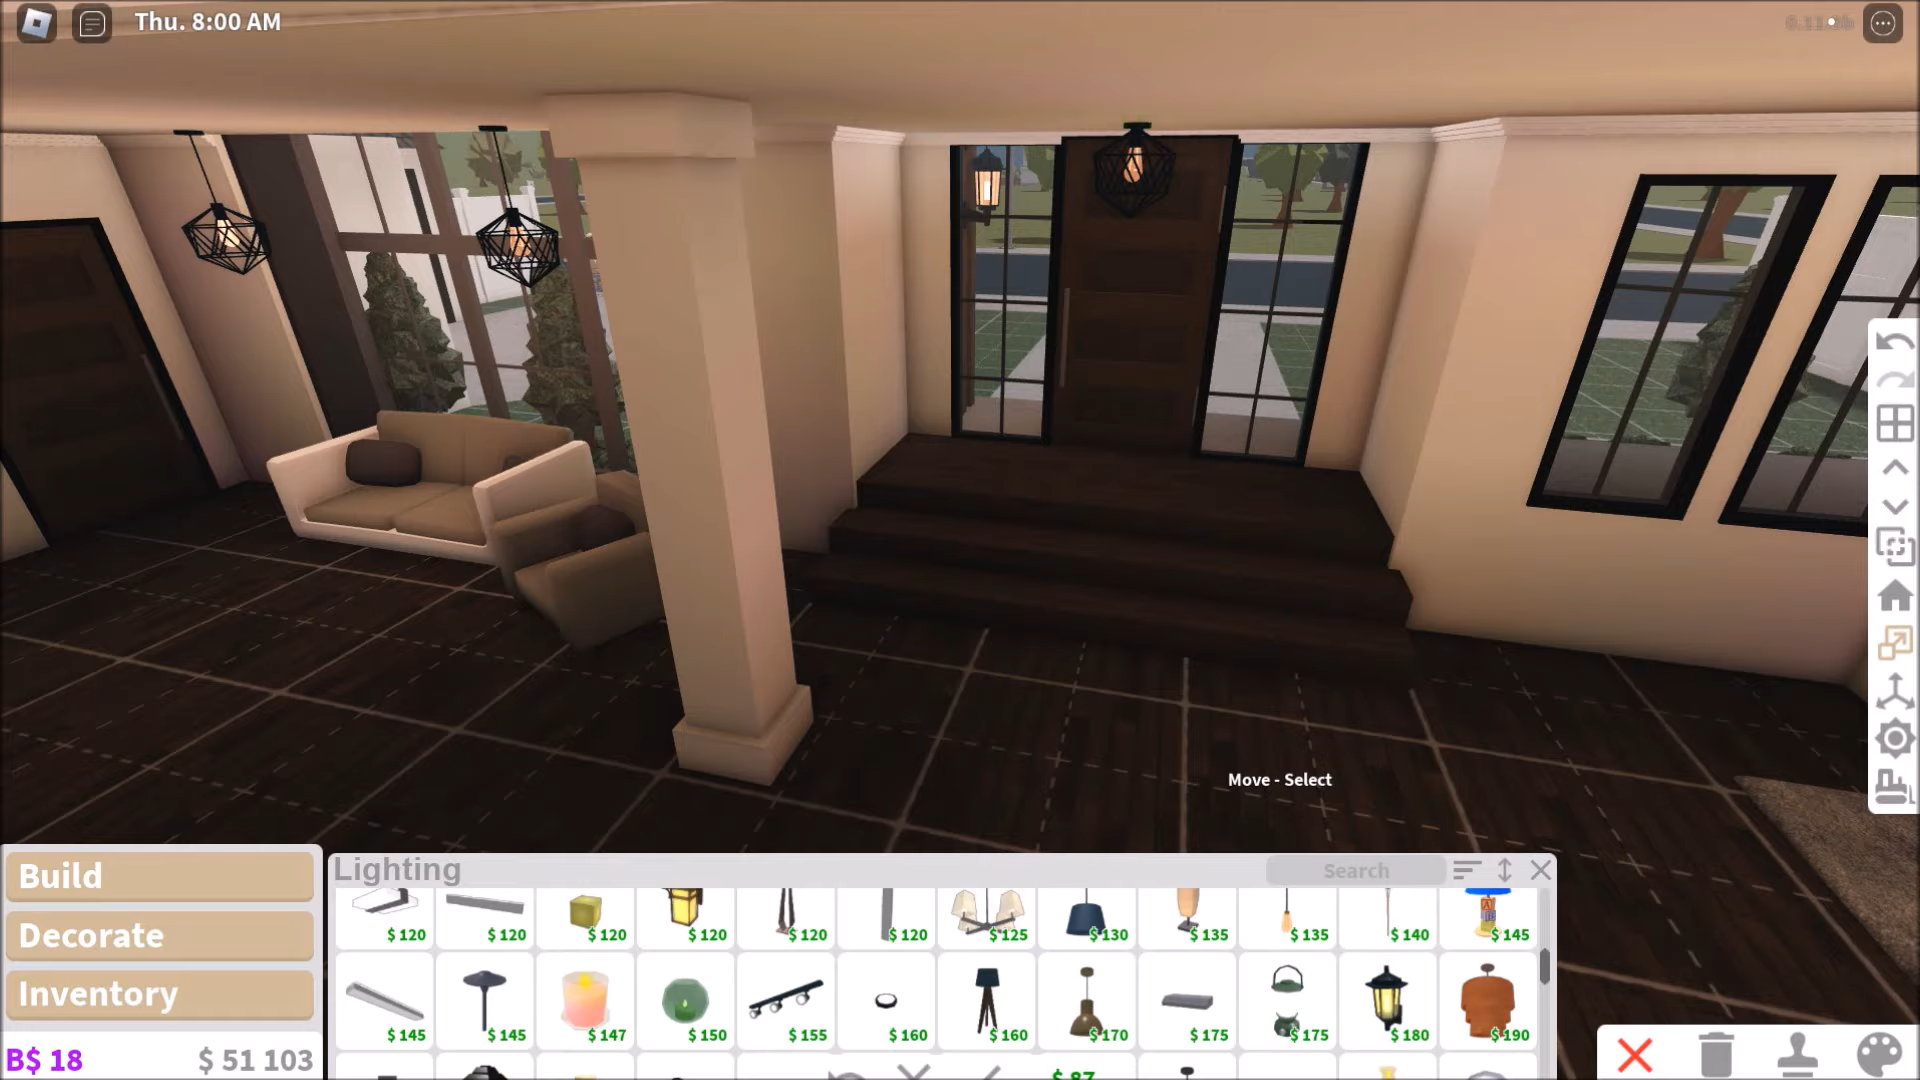 Thu. 8:00 AM
Move - Select
Build
Decorate
Inventory
B$ 18
$ 51 103
Lighting
Search
$ 120
$ 120
$ 120
$ 120
$ 120
$ 120
$ 125
$ 130
$ 135
$ 135
$ 140
$ 145
$ 145
$ 145
$ 147
$ 150
$ 155
$ 160
$ 160
$ 170
$ 175
$ 175
$ 180
$ 190
$ 87